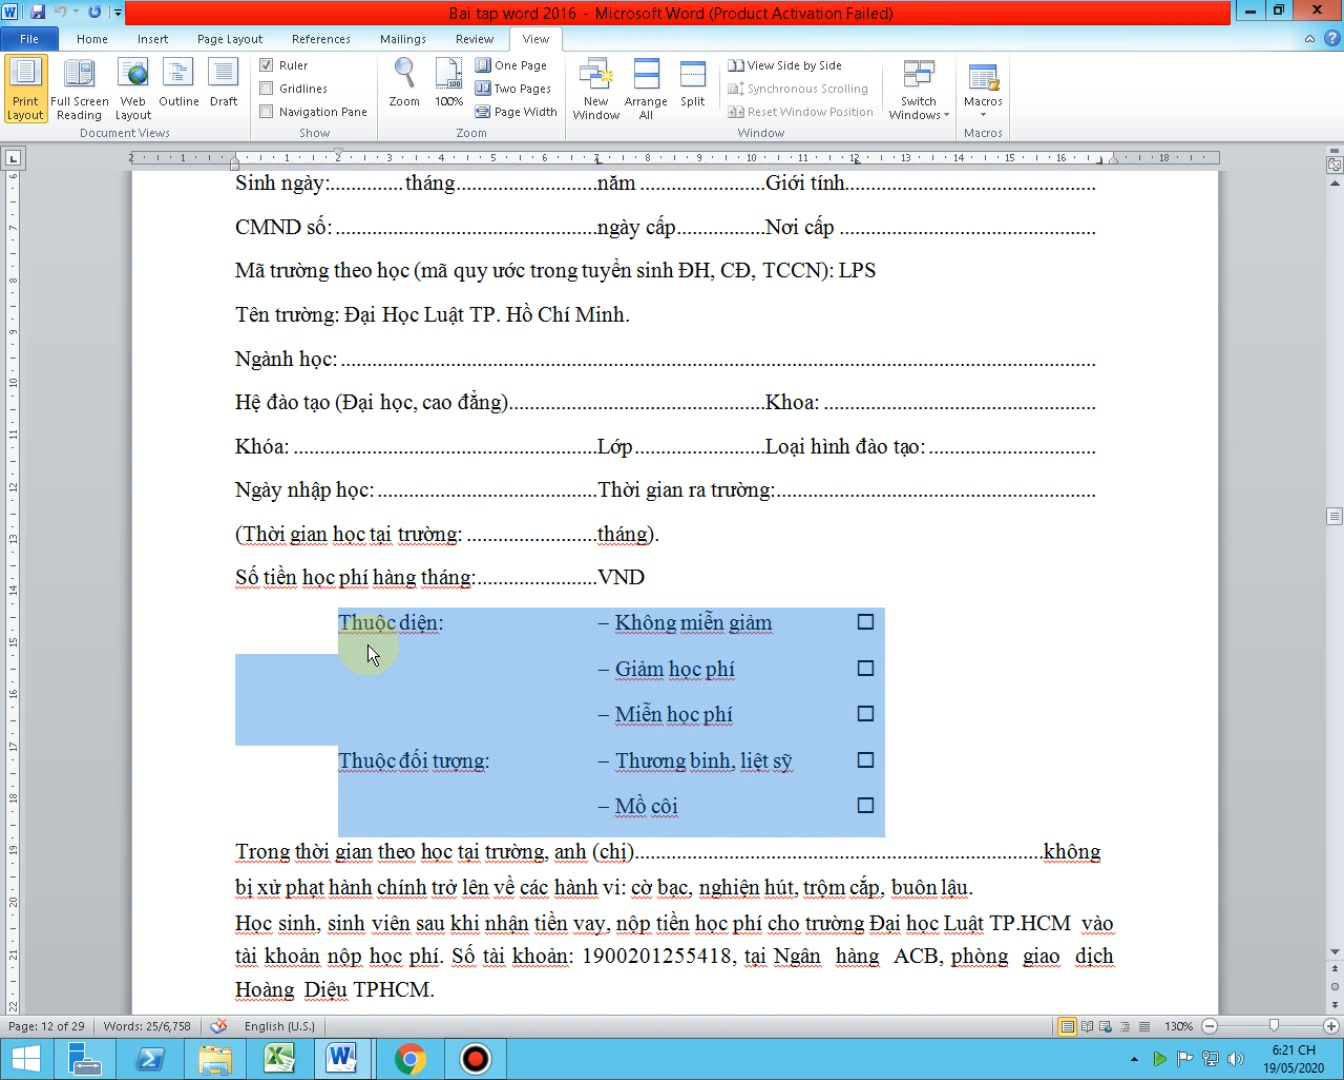 Bai tap word 2016 - Microsoft Word (Product Activation Failed)
File Home Insert Page Layout References Mailings Review View
Print Layout
Full Screen Reading
Web Layout
Outline
Draft
Document Views
Ruler
Gridlines
Navigation Pane
Show
Zoom
100%
One Page
Two Pages
Page Width
Zoom
New Window
Arrange All
Split
View Side by Side
Synchronous Scrolling
Reset Window Position
Window
Switch Windows
Macros
Macros
Sinh ngày:..............tháng..........................năm.......................Giới tính..............................................
CMND số:................................................ngày cấp................Nơi cấp...............................................
Mã trường theo học (mã quy ước trong tuyển sinh ĐH, CĐ, TCCN): LPS
Tên trường: Đại Học Luật TP. Hồ Chí Minh.
Ngành học:..........................................................................................................................................
Hệ đào tạo (Đại học, cao đẳng)...............................................Khoa:..................................................
Khóa:........................................................Lớp........................Loại hình đào tạo:...............................
Ngày nhập học:........................................Thời gian ra trường:...........................................................
(Thời gian học tại trường:........................tháng).
Số tiền học phí hàng tháng:......................VND
Thuộc diện: – Không miễn giảm ☐
– Giảm học phí ☐
– Miễn học phí ☐
Thuộc đối tượng: – Thương binh, liệt sỹ ☐
– Mồ côi ☐
Trong thời gian theo học tại trường, anh (chị)...........................................................................không
bị xử phạt hành chính trở lên về các hành vi: cờ bạc, nghiện hút, trộm cắp, buôn lậu.
Học sinh, sinh viên sau khi nhận tiền vay, nộp tiền học phí cho trường Đại học Luật TP.HCM vào
tài khoản nộp học phí. Số tài khoản: 1900201255418, tại Ngân hàng ACB, phòng giao dịch
Hoàng Diệu TPHCM.
Page: 12 of 29 Words: 25/6,758 English (U.S.) 130%
6:21 CH
19/05/2020